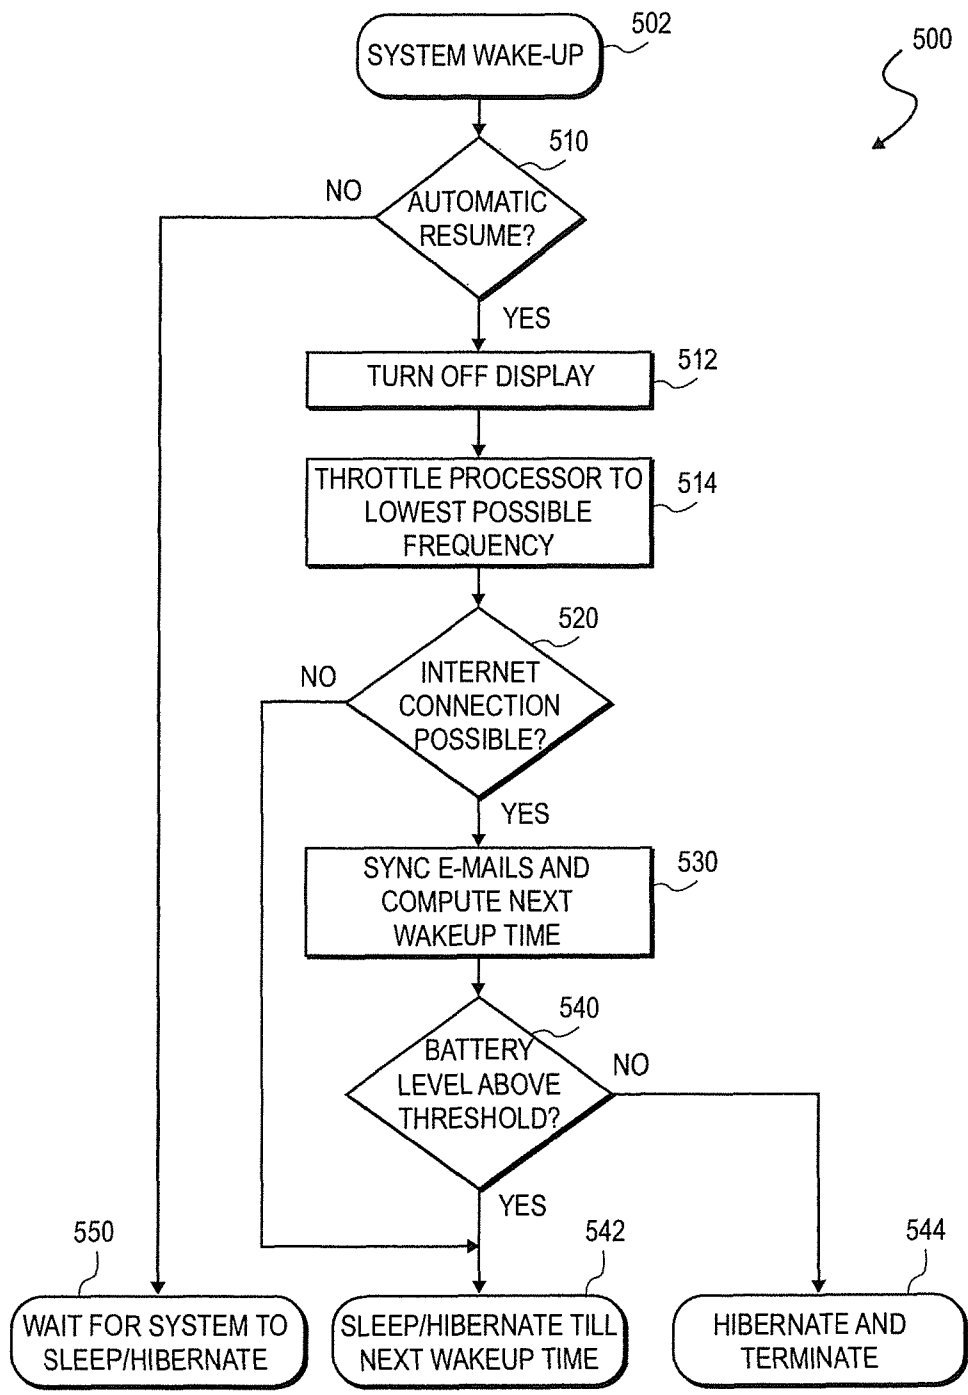 502
SYSTEM WAKE-UP
500
510
NO
AUTOMATIC
RESUME?
YES
512
TURN OFF DISPLAY
THROTTLE PROCESSOR TO
LOWEST POSSIBLE
FREQUENCY
514
520
NO
INTERNET
CONNECTION
POSSIBLE?
YES
SYNC E-MAILS AND
COMPUTE NEXT
WAKEUP TIME
530
540
BATTERY
LEVEL ABOVE
THRESHOLD?
NO
YES
550
542
544
WAIT FOR SYSTEM TO
SLEEP/HIBERNATE
SLEEP/HIBERNATE TILL
NEXT WAKEUP TIME
HIBERNATE AND
TERMINATE